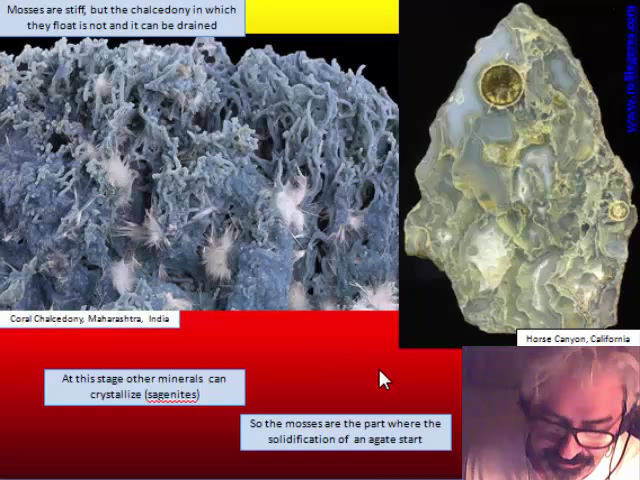 Mosses are stiff, but the chalcedony in which
they float is not and it can be drained
Coral Chalcedony, Maharashtra, India
Horse Canyon, California
At this stage other minerals can
crystallize (sagenites)
So the mosses are the part where the
solidification of an agate start